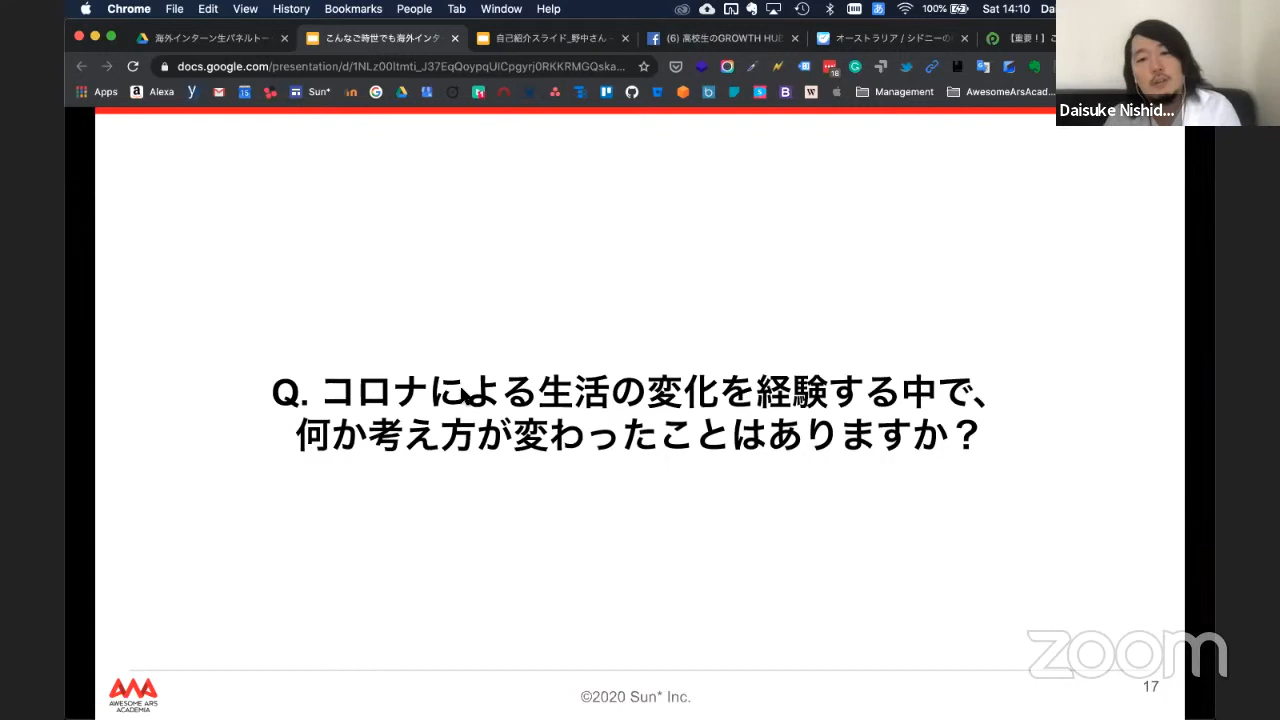 Chrome File Edit View History Bookmarks People Tab Window Help 100% Sat 14:10 Da
海外インターン生パネルトー こんなご時世でも海外インタ 自己紹介スライド_野中さん (6) 高校生のGROWTH HUB オーストラリア / シドニーの 【重要！】こ
docs.google.com/presentation/d/1NLz00Itmti_J37EqQoypqUiCpgyrj0RKKRMGQska...
Apps Alexa Sun* Management AwesomeArsAcad...
Daisuke Nishid...
Q. コロナによる生活の変化を経験する中で、
何か考え方が変わったことはありますか？
zoom
AWESOME ARS
ACADEMIA
©2020 Sun* Inc.
17